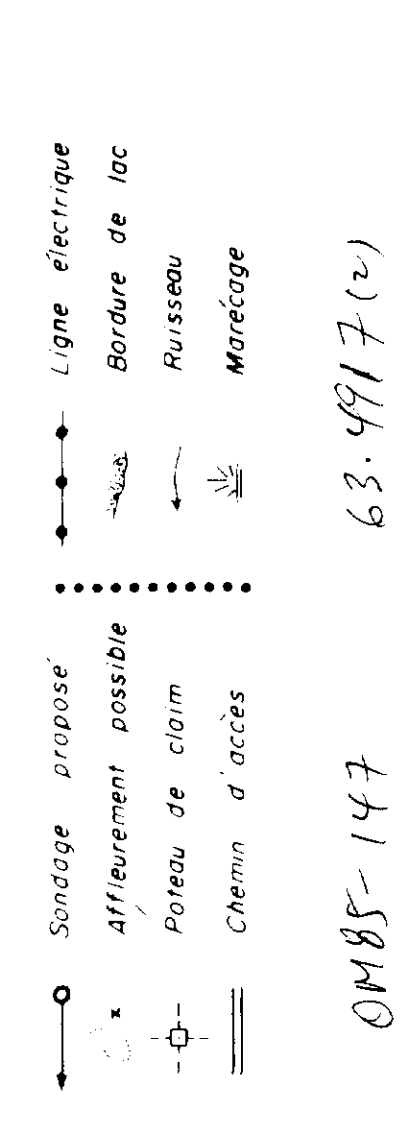 Sondage proposé
Affleurement possible
Poteau de claim
Chemin d'accès
Ligne électrique
Bordure de lac
Ruisseau
Marécage
OM85-147
63.4917(2)